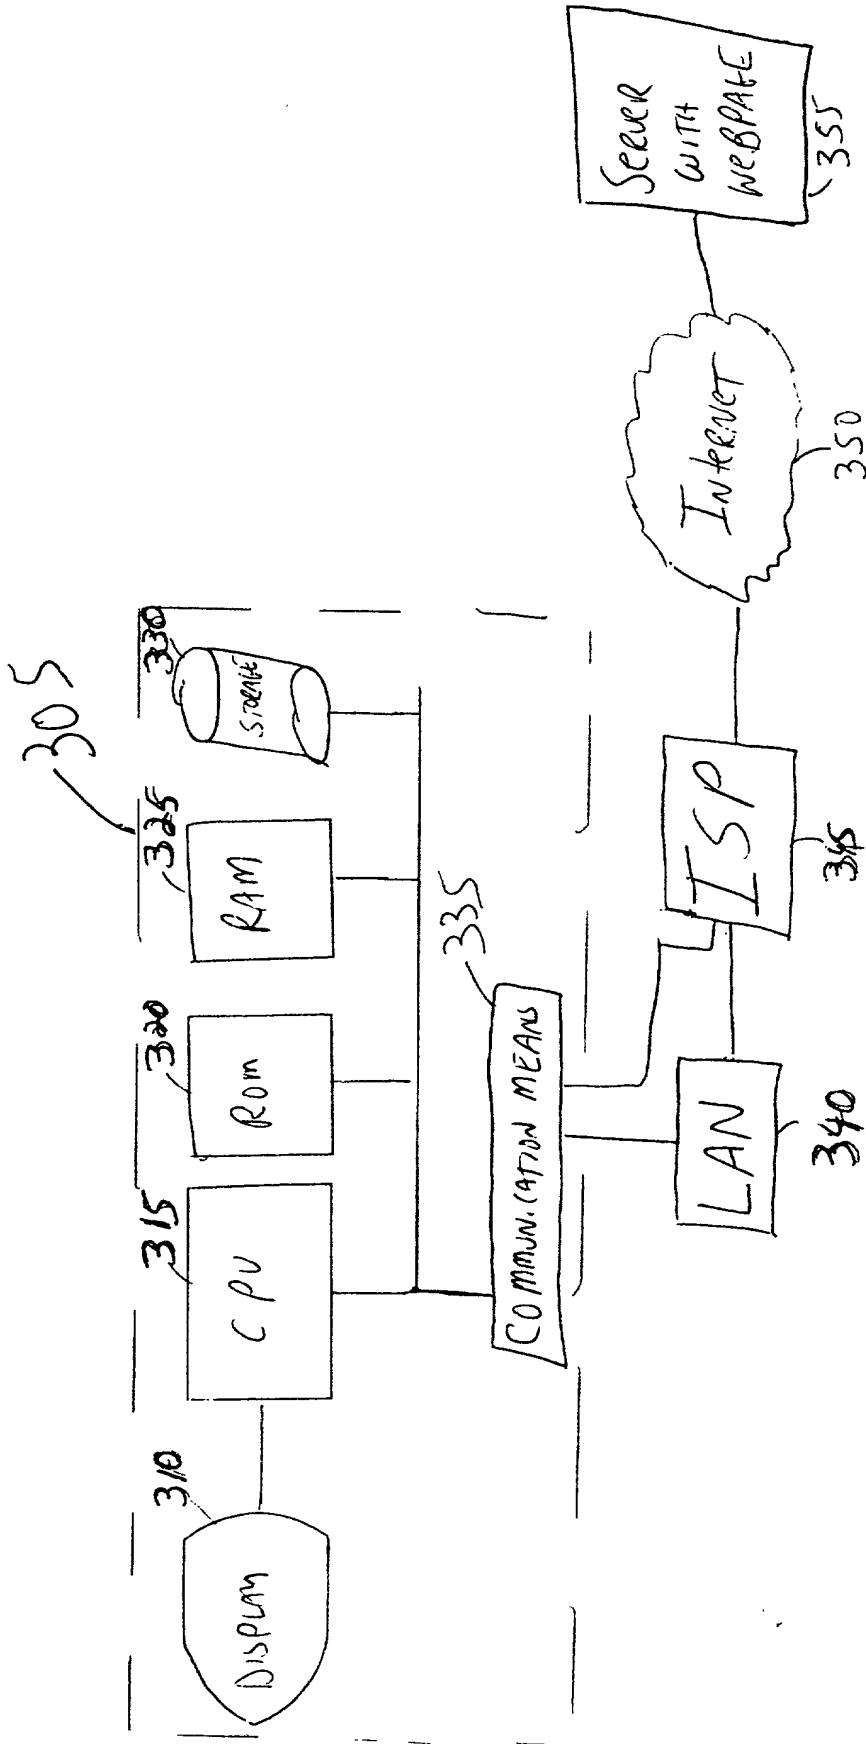 305
310
315
320
325
330
DISPLAY
CPU
ROM
RAM
STORAGE
335
COMMUNICATION MEANS
LAN
340
ISP
345
INTERNET
350
SERVER
WITH
WEBPAGE
355